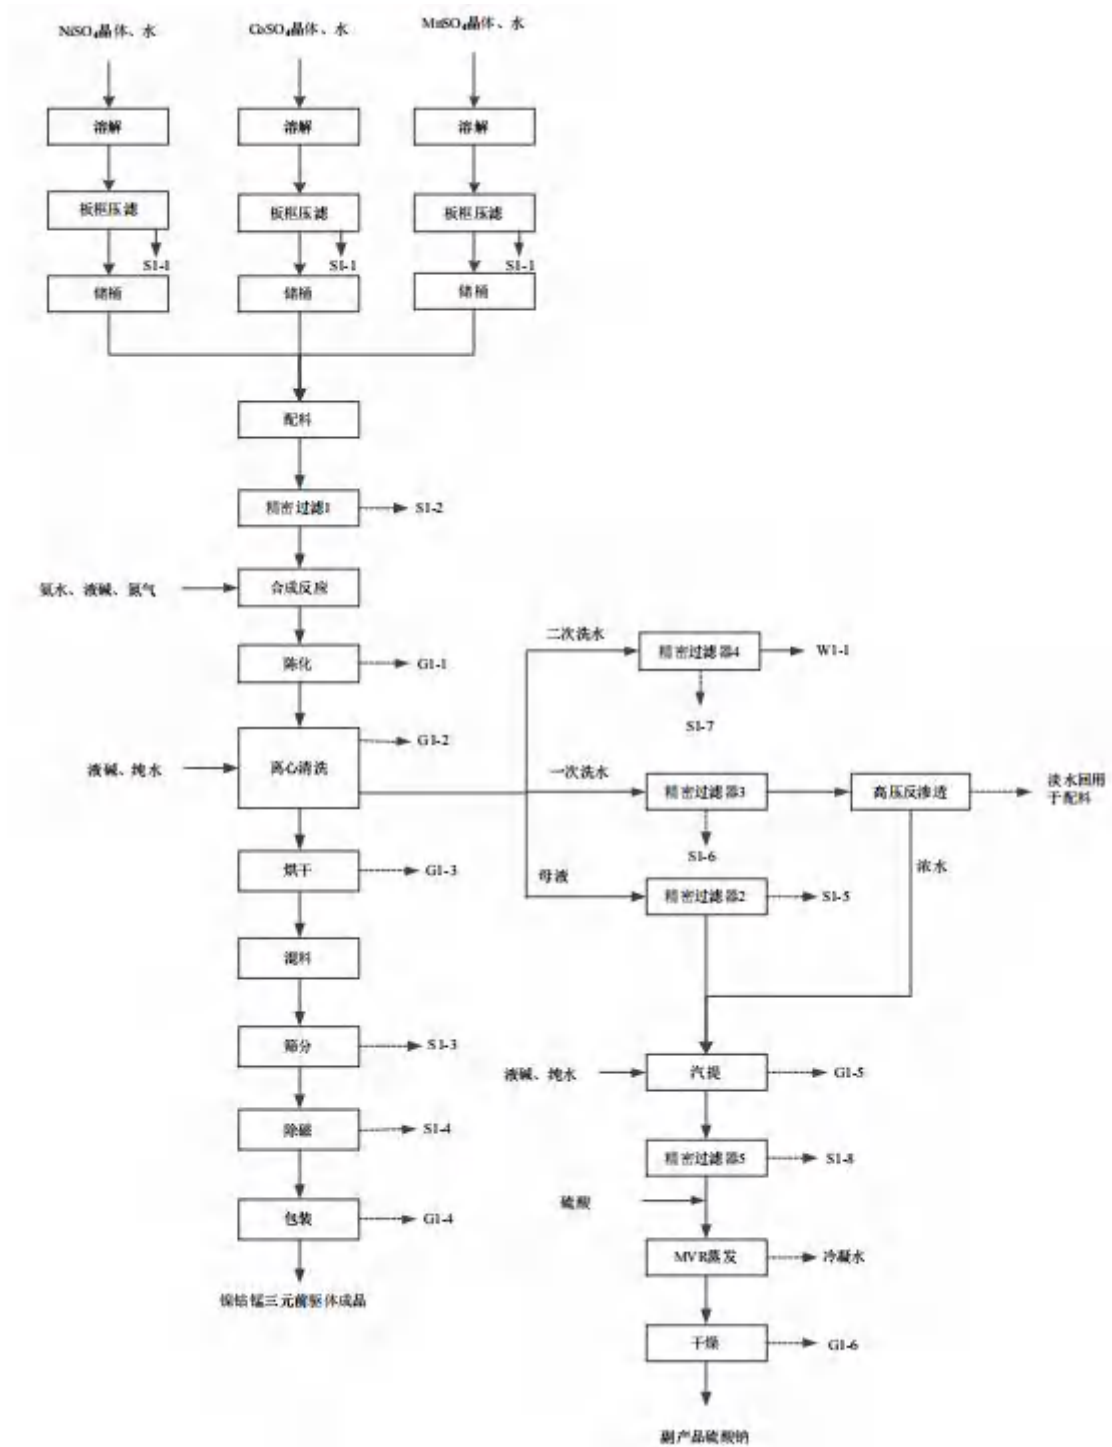 NiSO₄晶体、水
CoSO₄晶体、水
MnSO₄晶体、水
溶解
溶解
溶解
板框压滤
板框压滤
板框压滤
S1-1
S1-1
S1-1
储桶
储桶
储桶
配料
精密过滤1
S1-2
氨水、液碱、氮气
合成反应
二次洗水
精密过滤器4
W1-1
陈化
G1-1
S1-7
G1-2
液碱、纯水
离心清洗
一次洗水
精密过滤器3
高压反渗透
淡水回用
于配料
S1-6
浓水
烘干
G1-3
母液
精密过滤器2
S1-5
混料
筛分
S1-3
液碱、纯水
汽提
G1-5
除磁
S1-4
精密过滤器5
S1-8
硫酸
包装
G1-4
MVR蒸发
冷凝水
镍钴锰三元前驱体成品
干燥
G1-6
副产品硫酸钠